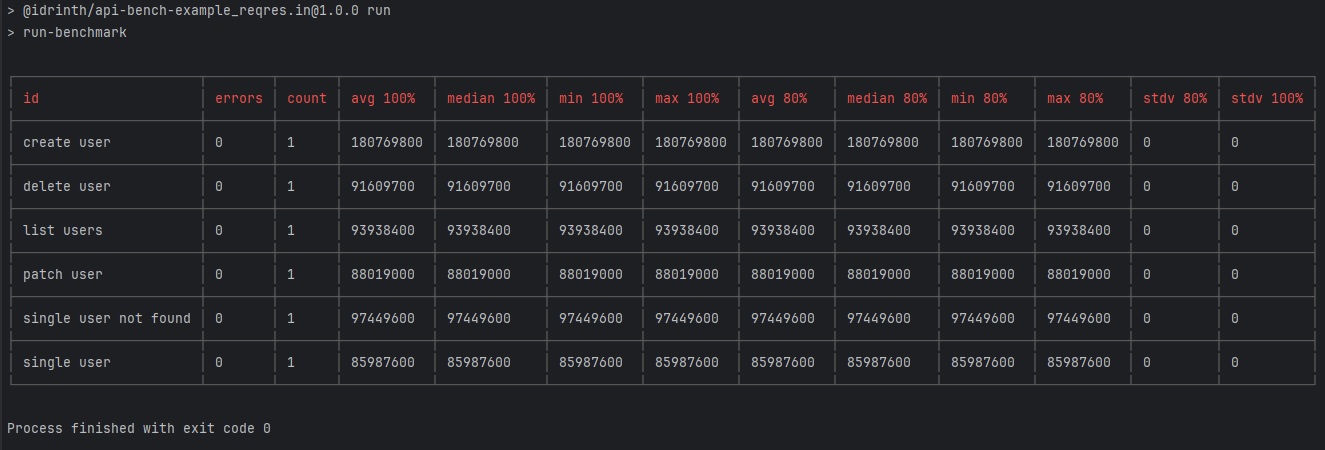 > @idrinth/api-bench-example_reqres.in@1.0.0 run
> run-benchmark
id errors count avg 100% median 100% min 100% max 100% avg 80% median 80% min 80% max 80% stdv 80% stdv 100%
create user 0 1 180769800 180769800 180769800 180769800 180769800 180769800 180769800 180769800 0 0
delete user 0 1 91609700 91609700 91609700 91609700 91609700 91609700 91609700 91609700 0 0
list users 0 1 93938400 93938400 93938400 93938400 93938400 93938400 93938400 93938400 0 0
patch user 0 1 88019000 88019000 88019000 88019000 88019000 88019000 88019000 88019000 0 0
single user not found 0 1 97449600 97449600 97449600 97449600 97449600 97449600 97449600 97449600 0 0
single user 0 1 85987600 85987600 85987600 85987600 85987600 85987600 85987600 85987600 0 0
Process finished with exit code 0